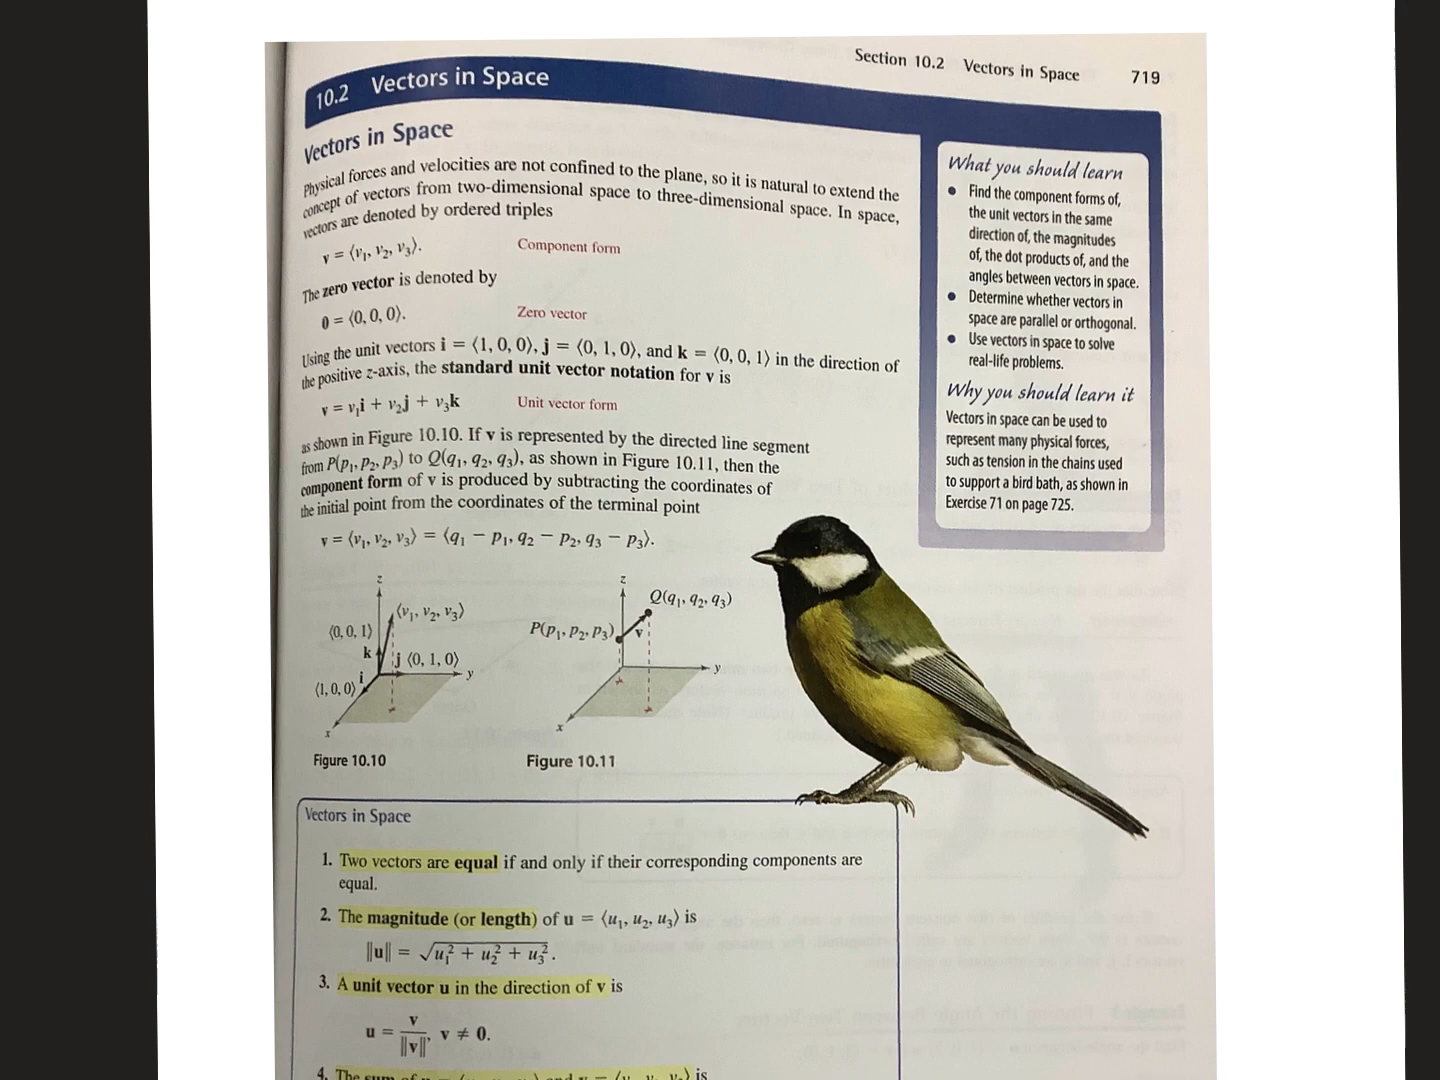 Section 10.2 Vectors in Space 719
10.2 Vectors in Space
Vectors in Space
Physical forces and velocities are not confined to the plane, so it is natural to extend the
concept of vectors from two-dimensional space to three-dimensional space. In space,
vectors are denoted by ordered triples
v = ⟨v₁, v₂, v₃⟩. Component form
The zero vector is denoted by
0 = ⟨0, 0, 0⟩. Zero vector
Using the unit vectors i = ⟨1, 0, 0⟩, j = ⟨0, 1, 0⟩, and k = ⟨0, 0, 1⟩ in the direction of
the positive z-axis, the standard unit vector notation for v is
v = v₁i + v₂j + v₃k Unit vector form
as shown in Figure 10.10. If v is represented by the directed line segment
from P(p₁, p₂, p₃) to Q(q₁, q₂, q₃), as shown in Figure 10.11, then the
component form of v is produced by subtracting the coordinates of
the initial point from the coordinates of the terminal point
v = ⟨v₁, v₂, v₃⟩ = ⟨q₁ − p₁, q₂ − p₂, q₃ − p₃⟩.
z
⟨v₁, v₂, v₃⟩
⟨0, 0, 1⟩
k
j ⟨0, 1, 0⟩
i
y
⟨1, 0, 0⟩
x
Figure 10.10
z
Q(q₁, q₂, q₃)
P(p₁, p₂, p₃)
v
y
x
Figure 10.11
What you should learn
● Find the component forms of,
the unit vectors in the same
direction of, the magnitudes
of, the dot products of, and the
angles between vectors in space.
● Determine whether vectors in
space are parallel or orthogonal.
● Use vectors in space to solve
real-life problems.
Why you should learn it
Vectors in space can be used to
represent many physical forces,
such as tension in the chains used
to support a bird bath, as shown in
Exercise 71 on page 725.
Vectors in Space
1. Two vectors are equal if and only if their corresponding components are
equal.
2. The magnitude (or length) of u = ⟨u₁, u₂, u₃⟩ is
‖u‖ = √(u₁² + u₂² + u₃²).
3. A unit vector u in the direction of v is
u = v/‖v‖, v ≠ 0.
4. The sum of